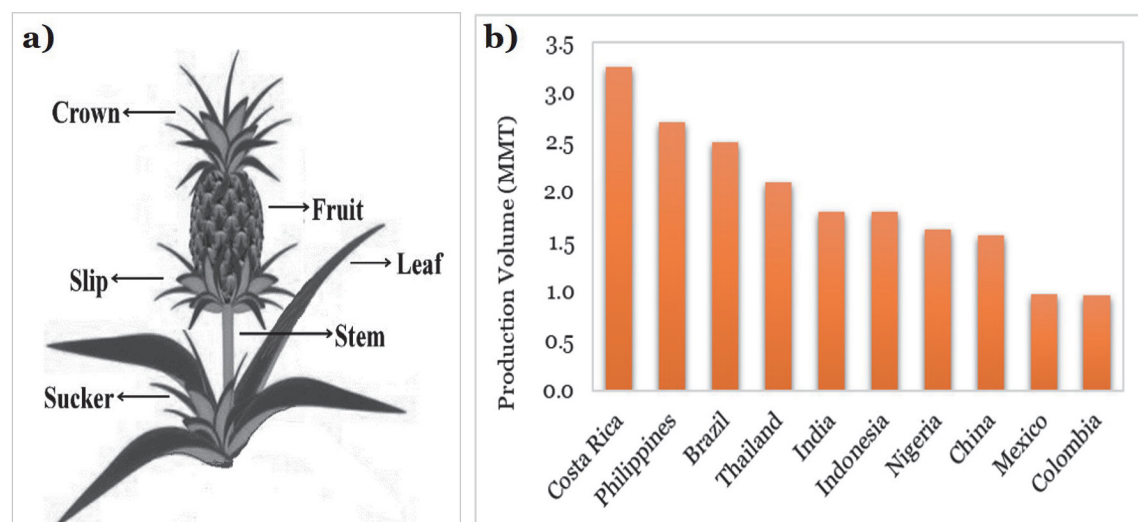 a)
Crown
Fruit
Leaf
Slip
Stem
Sucker
b)
Production Volume (MMT)
3.5
3.0
2.5
2.0
1.5
1.0
0.5
0.0
Costa Rica
Philippines
Brazil
Thailand
India
Indonesia
Nigeria
China
Mexico
Colombia